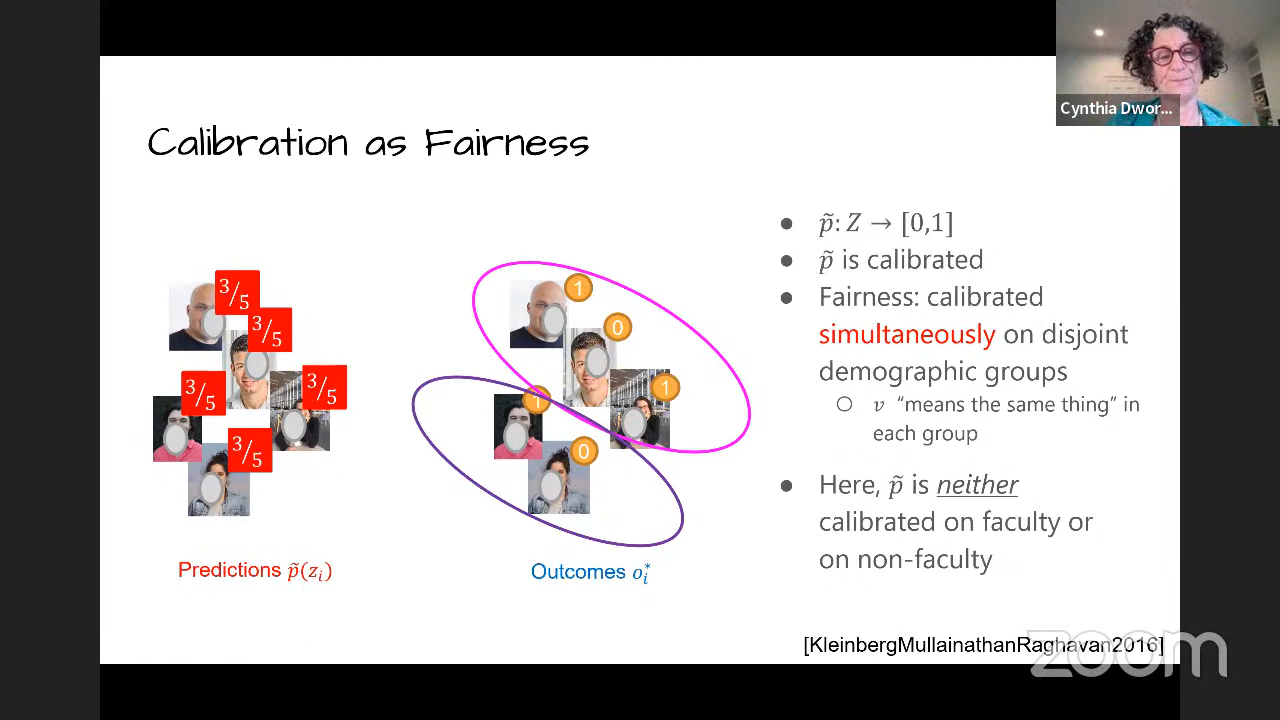 Cynthia Dwor...
Calibration as Fairness
● p̃: Z → [0,1]
● p̃ is calibrated
● Fairness: calibrated
simultaneously on disjoint
demographic groups
○ v “means the same thing” in
each group
● Here, p̃ is neither
calibrated on faculty or
on non-faculty
3/5
3/5
3/5
3/5
3/5
1
0
1
1
0
Predictions p̃(zᵢ)
Outcomes oᵢ*
[KleinbergMullainathanRaghavan2016]
zoom